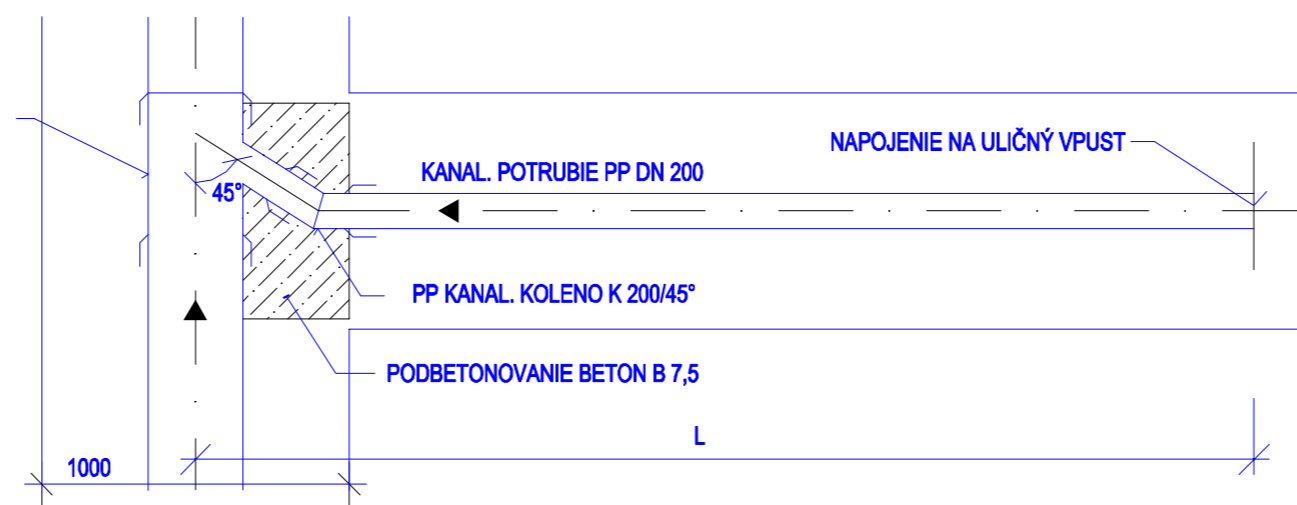 NAPOJENIE NA ULIČNÝ VPUST
KANAL. POTRUBIE PP DN 200
45°
PP KANAL. KOLENO K 200/45°
PODBETONOVANIE BETON B 7,5
L
1000